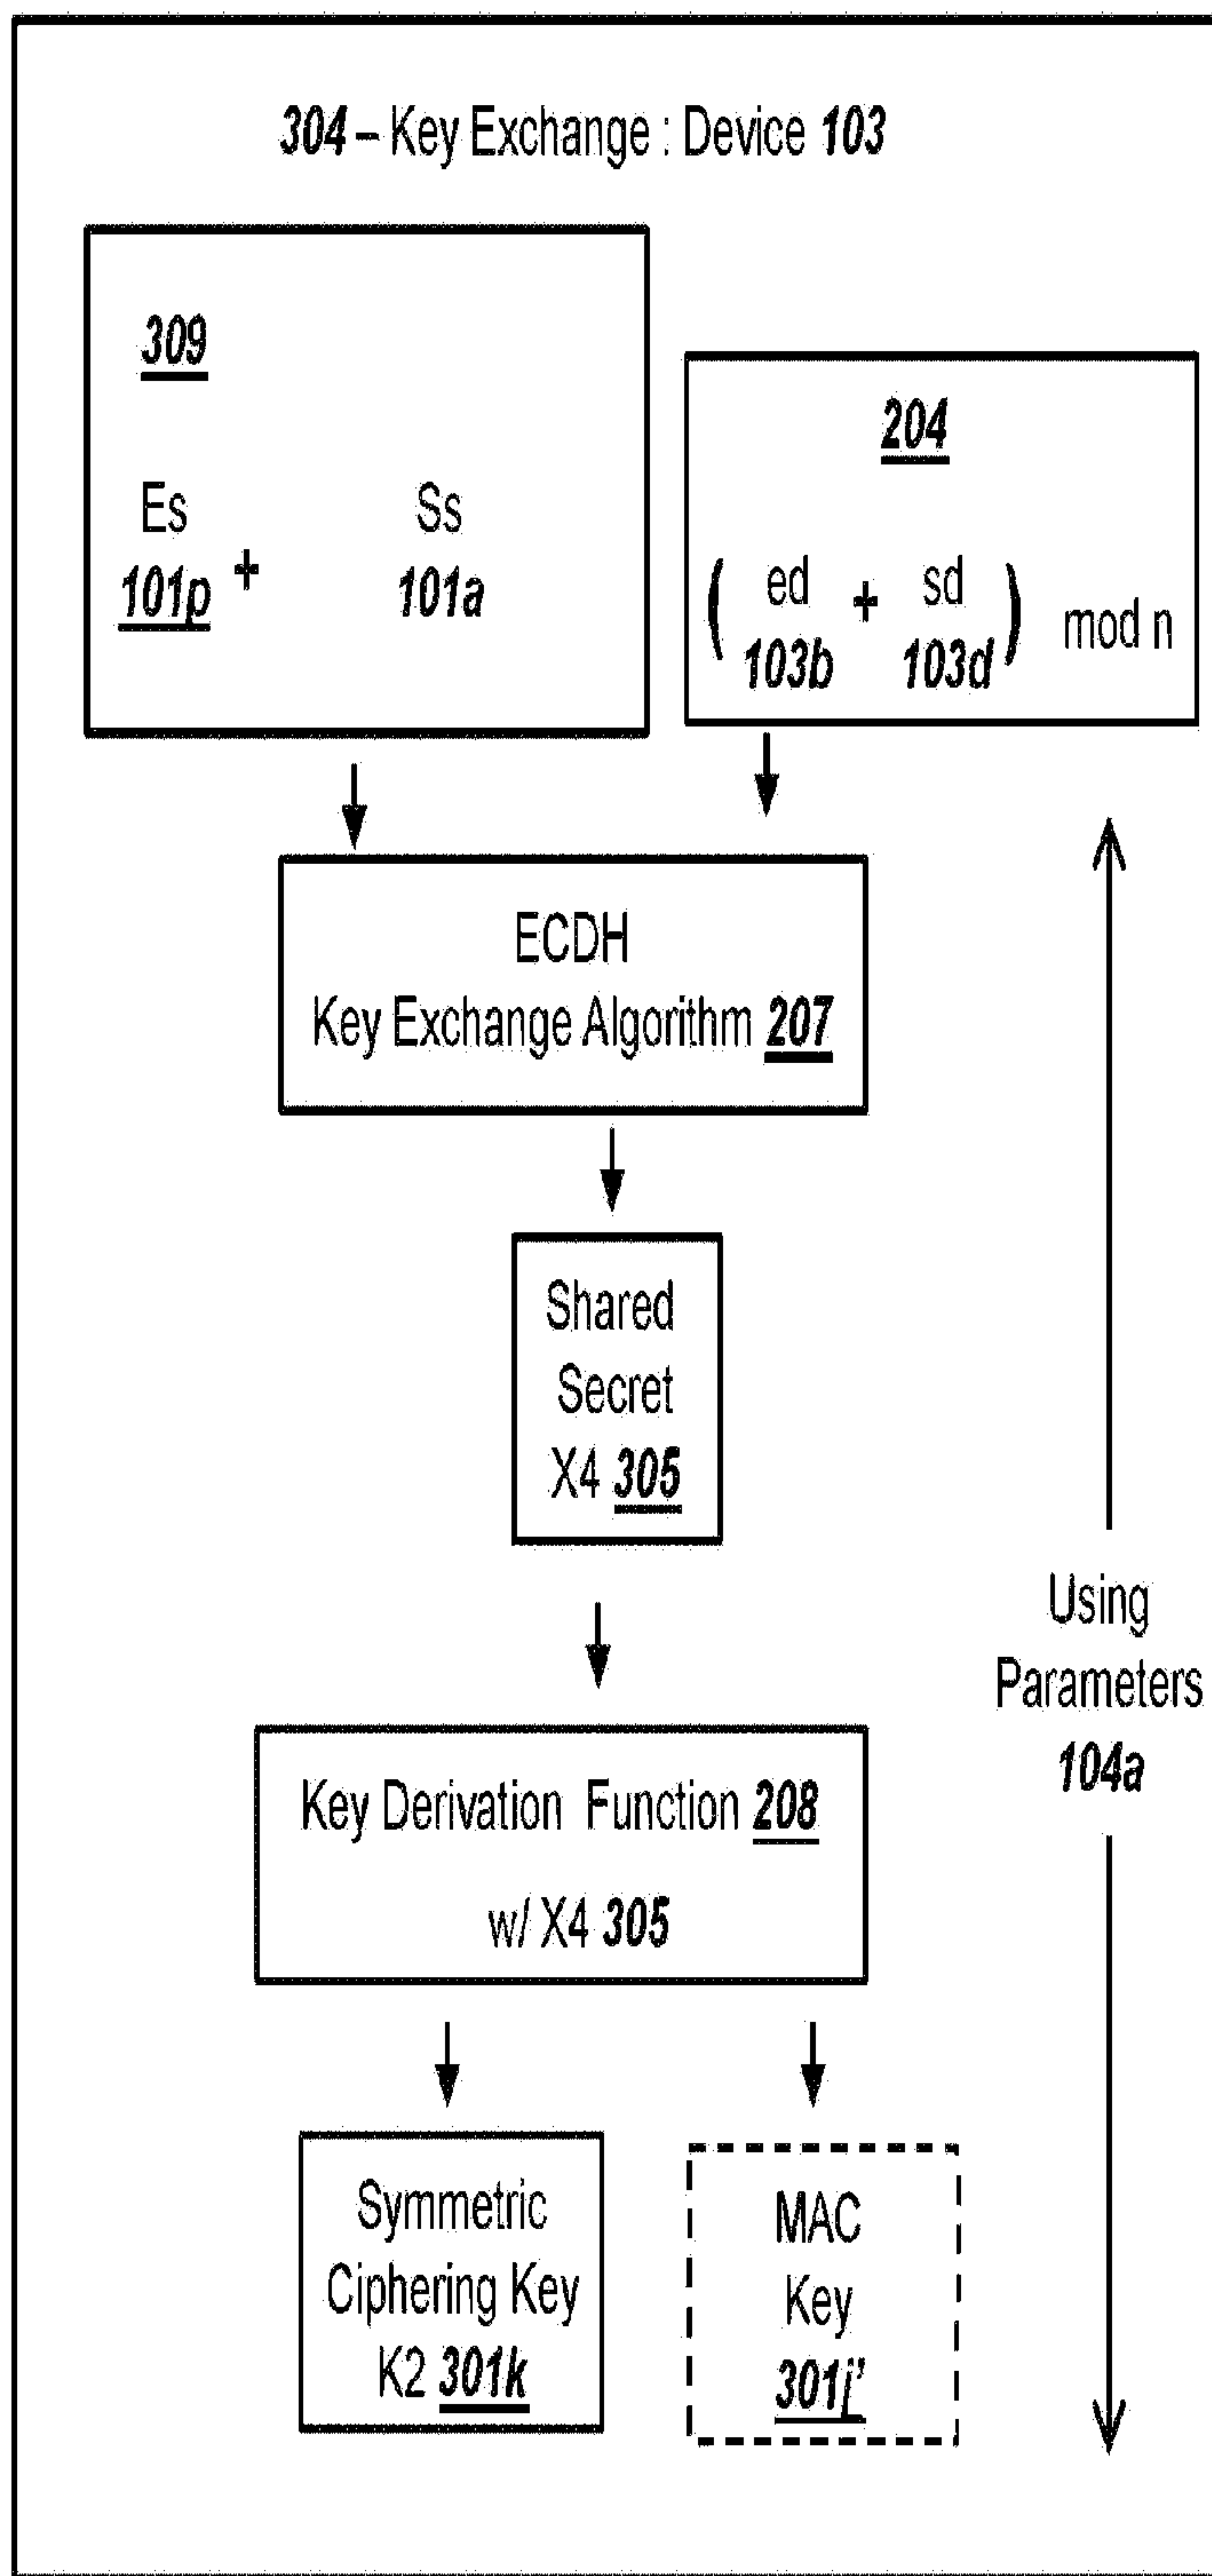 304 – Key Exchange : Device 103
309
Es Ss
101p + 101a
204
( ed + sd ) mod n
103b 103d
ECDH
Key Exchange Algorithm 207
Shared
Secret
X4 305
Using
Parameters
104a
Key Derivation Function 208
w/ X4 305
Symmetric
Ciphering Key
K2 301k
MAC
Key
301j'